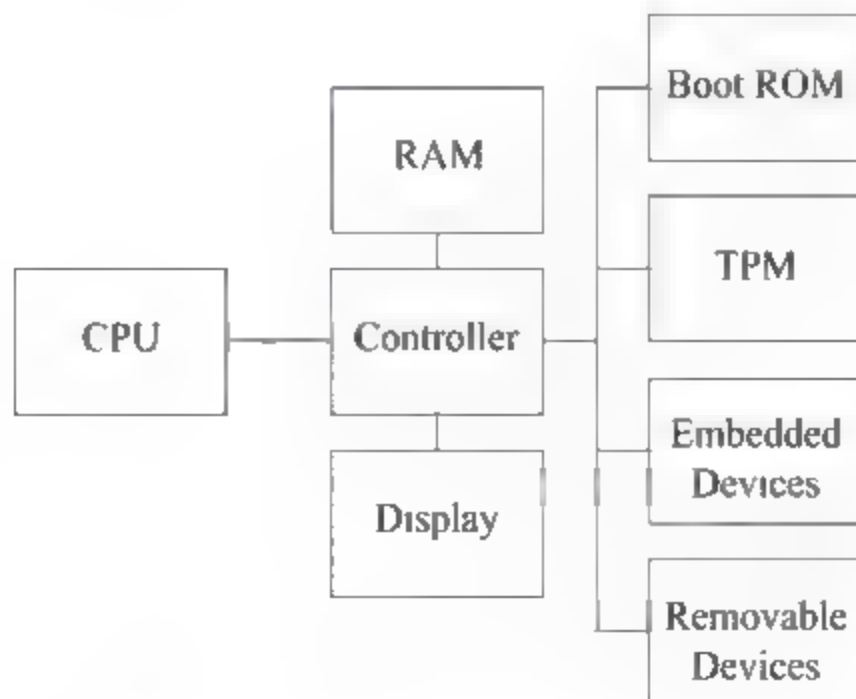 Boot ROM
RAM
TPM
CPU
Controller
Embedded
Devices
Display
Removable
Devices